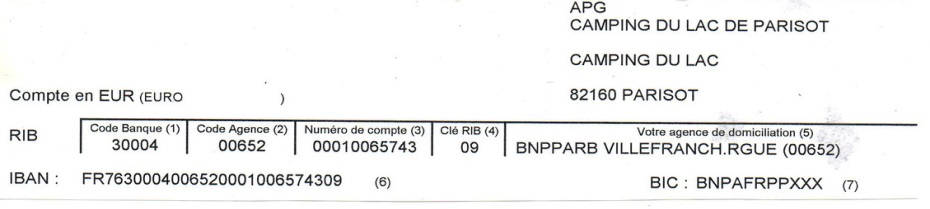 APG
CAMPING DU LAC DE PARISOT
CAMPING DU LAC
Compte en EUR (EURO )
82160 PARISOT
RIB
Code Banque (1) Code Agence (2) Numéro de compte (3) Clé RIB (4) Votre agence de domiciliation (5)
30004 00652 00010065743 09 BNPPARB VILLEFRANCH.RGUE (00652)
IBAN : FR7630004006520001006574309 (6) BIC : BNPAFRPPXXX (7)